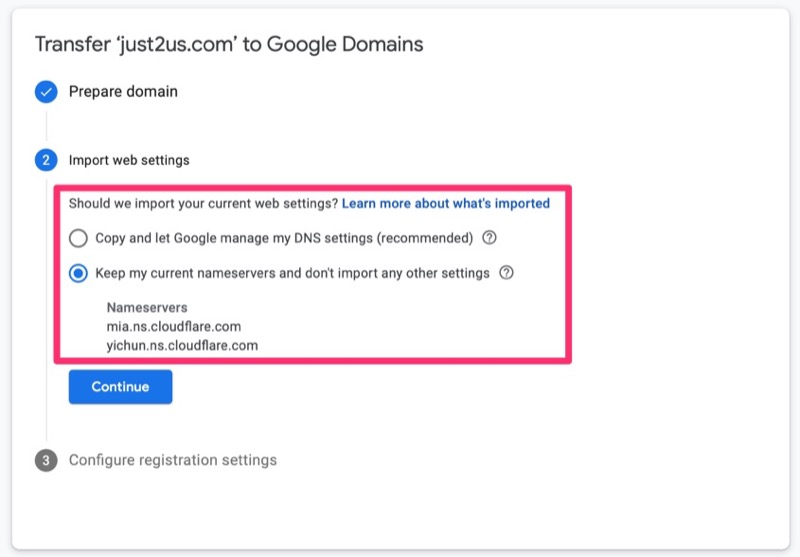 Transfer ‘just2us.com’ to Google Domains
Prepare domain
2 Import web settings
Should we import your current web settings? Learn more about what's imported
Copy and let Google manage my DNS settings (recommended) ?
Keep my current nameservers and don't import any other settings ?
Nameservers
mia.ns.cloudflare.com
yichun.ns.cloudflare.com
Continue
3 Configure registration settings